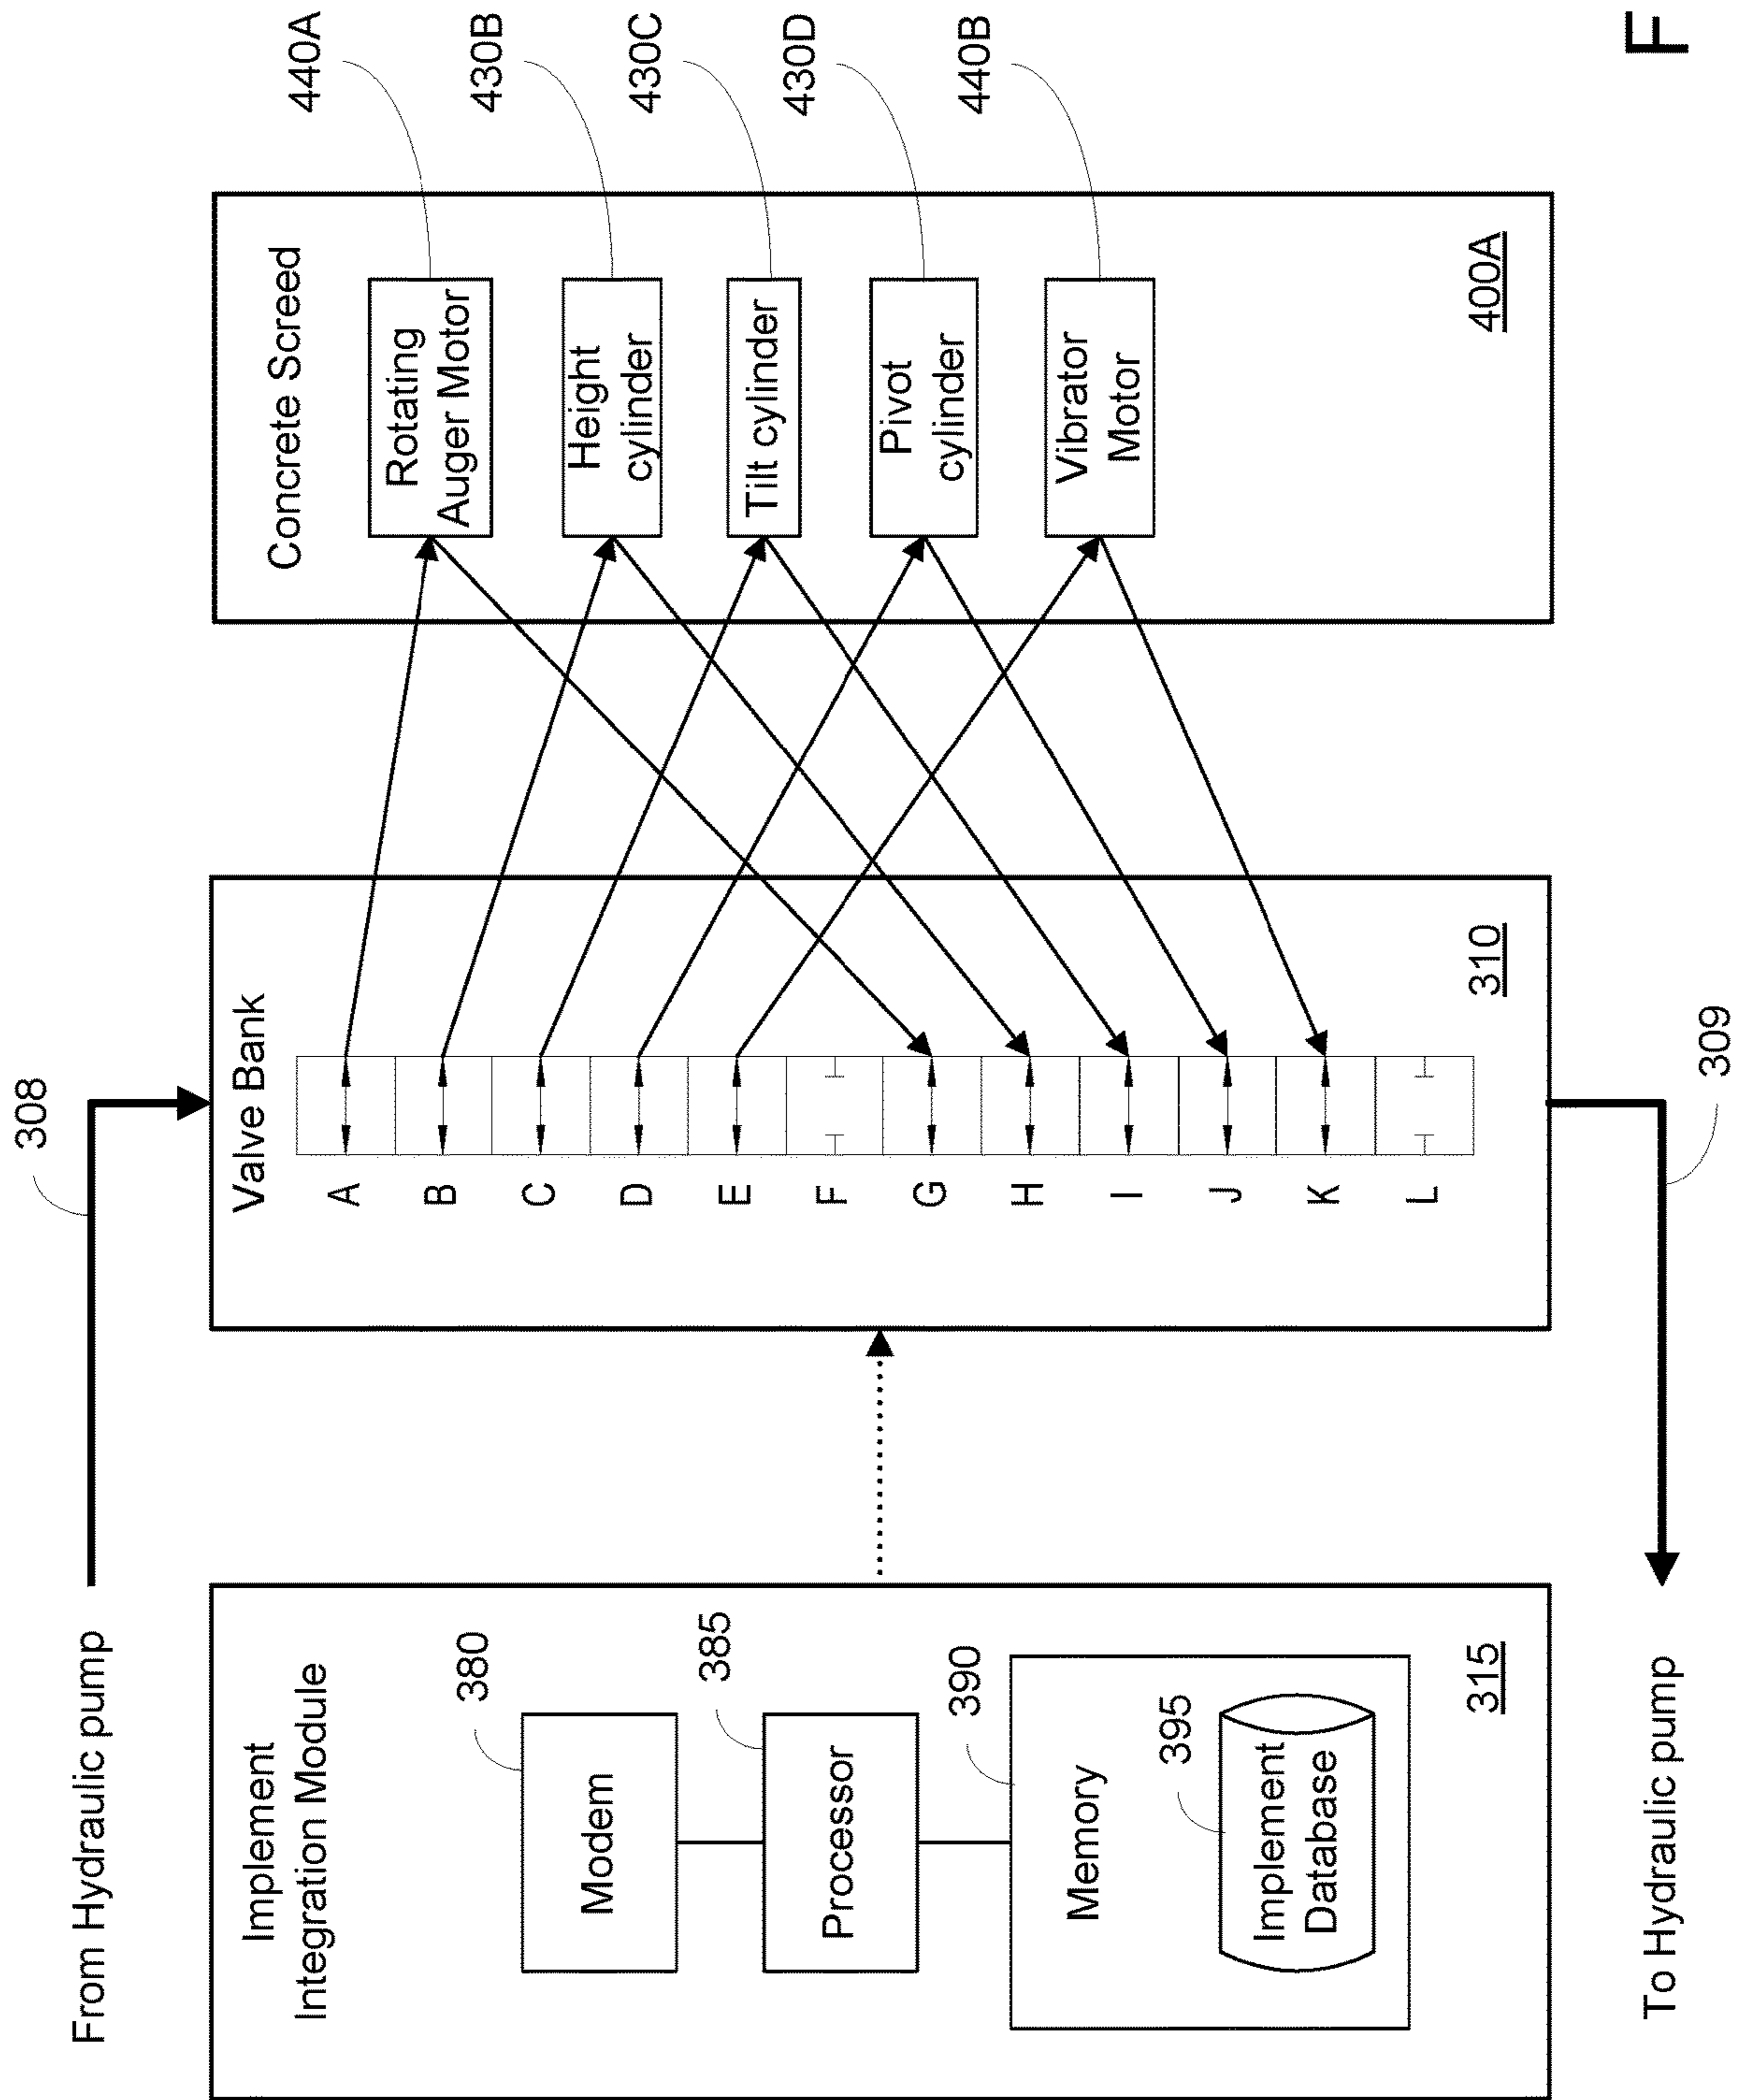 From Hydraulic pump
308
Implement
Integration Module
380
Modem
385
Processor
390
Memory
395
Implement
Database
315
Valve Bank
A
B
C
D
E
F
G
H
I
J
K
L
310
Concrete Screed
Rotating
Auger Motor
Height
cylinder
Tilt cylinder
Pivot
cylinder
Vibrator
Motor
400A
440A
430B
430C
430D
440B
To Hydraulic pump
309
F